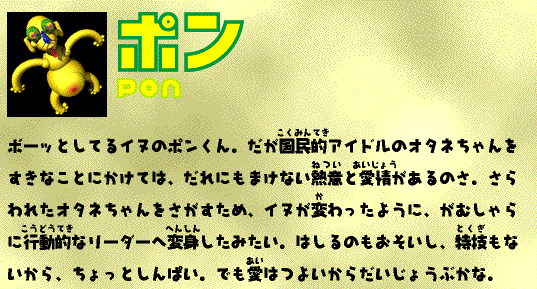 ポン
pon
ボーッとしてるイヌのポンくん。だが国民的アイドルのオタネちゃんを
すきなことにかけては、だれにもまけない熱意と愛情があるのさ。さら
われたオタネちゃんをさがすため、イヌが変わったように、がむしゃら
に行動的なリーダーへ変身したみたい。はしるのもおそいし、特技もな
いから、ちょっとしんぱい。でも愛はつよいからだいじょうぶかな。